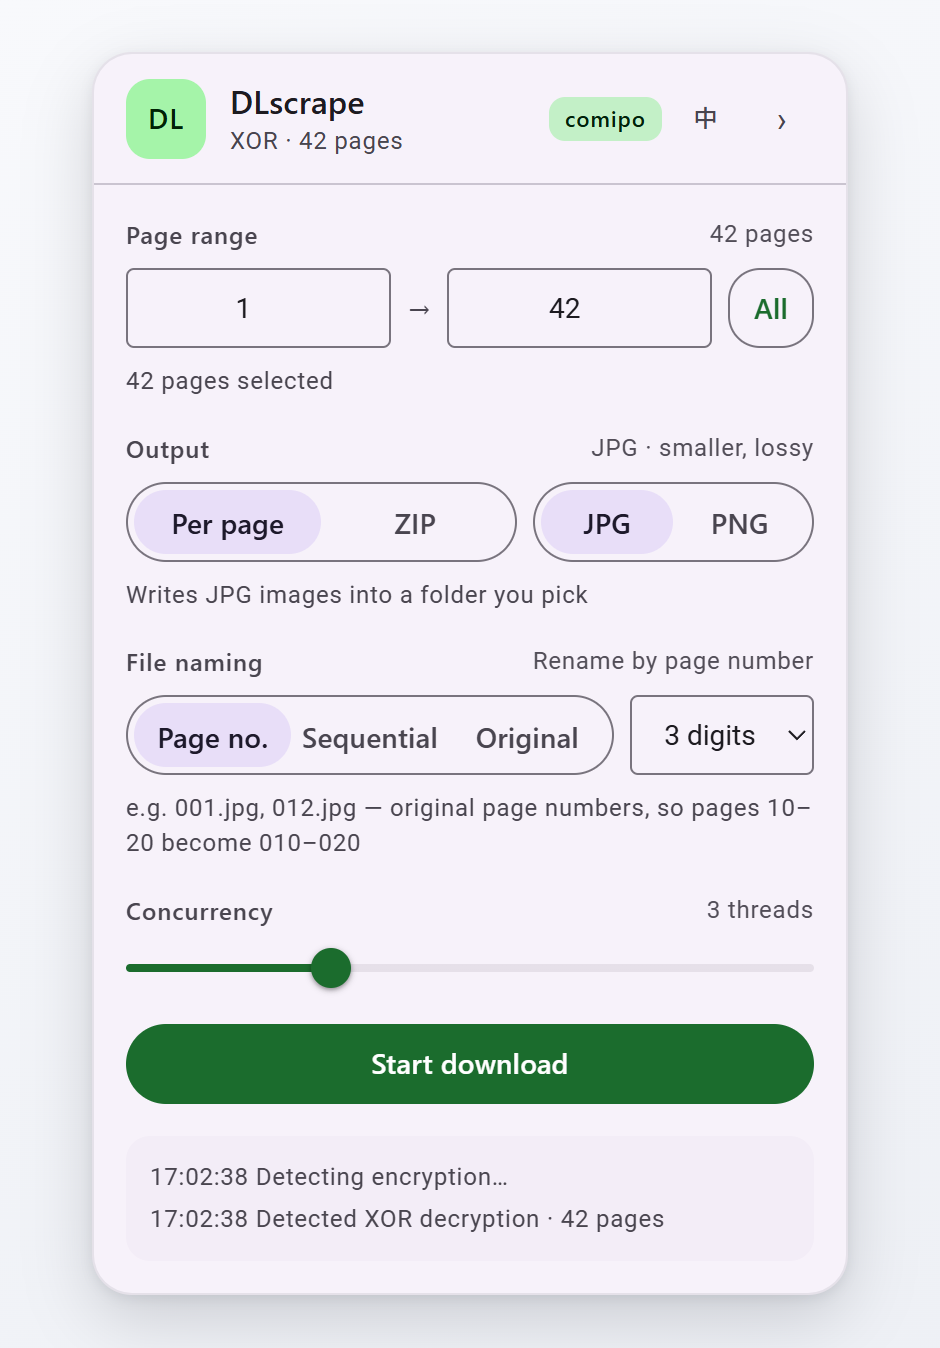 DL
DLscrape
XOR · 42 pages
comipo
中
›
Page range
42 pages
1
→
42
All
42 pages selected
Output
JPG · smaller, lossy
Per page
ZIP
JPG
PNG
Writes JPG images into a folder you pick
File naming
Rename by page number
Page no.
Sequential
Original
3 digits
e.g. 001.jpg, 012.jpg — original page numbers, so pages 10–
20 become 010–020
Concurrency
3 threads
Start download
17:02:38 Detecting encryption…
17:02:38 Detected XOR decryption · 42 pages